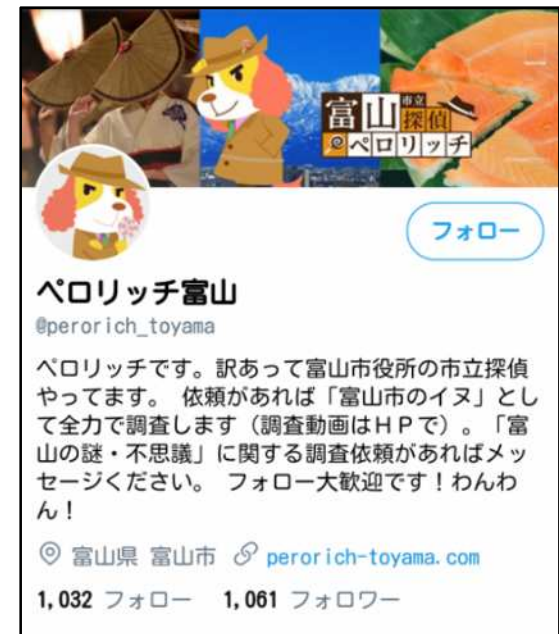 富山市立探偵
ペロリッチ
フォロー
ペロリッチ富山
@perorich_toyama
ペロリッチです。訳あって富山市役所の市立探偵
やってます。 依頼があれば「富山市のイヌ」とし
て全力で調査します（調査動画はＨＰで）。「富
山の謎・不思議」に関する調査依頼があればメッ
セージください。 フォロー大歓迎です！わんわ
ん！
富山県 富山市 perorich-toyama.com
1,032 フォロー 1,061 フォロワー